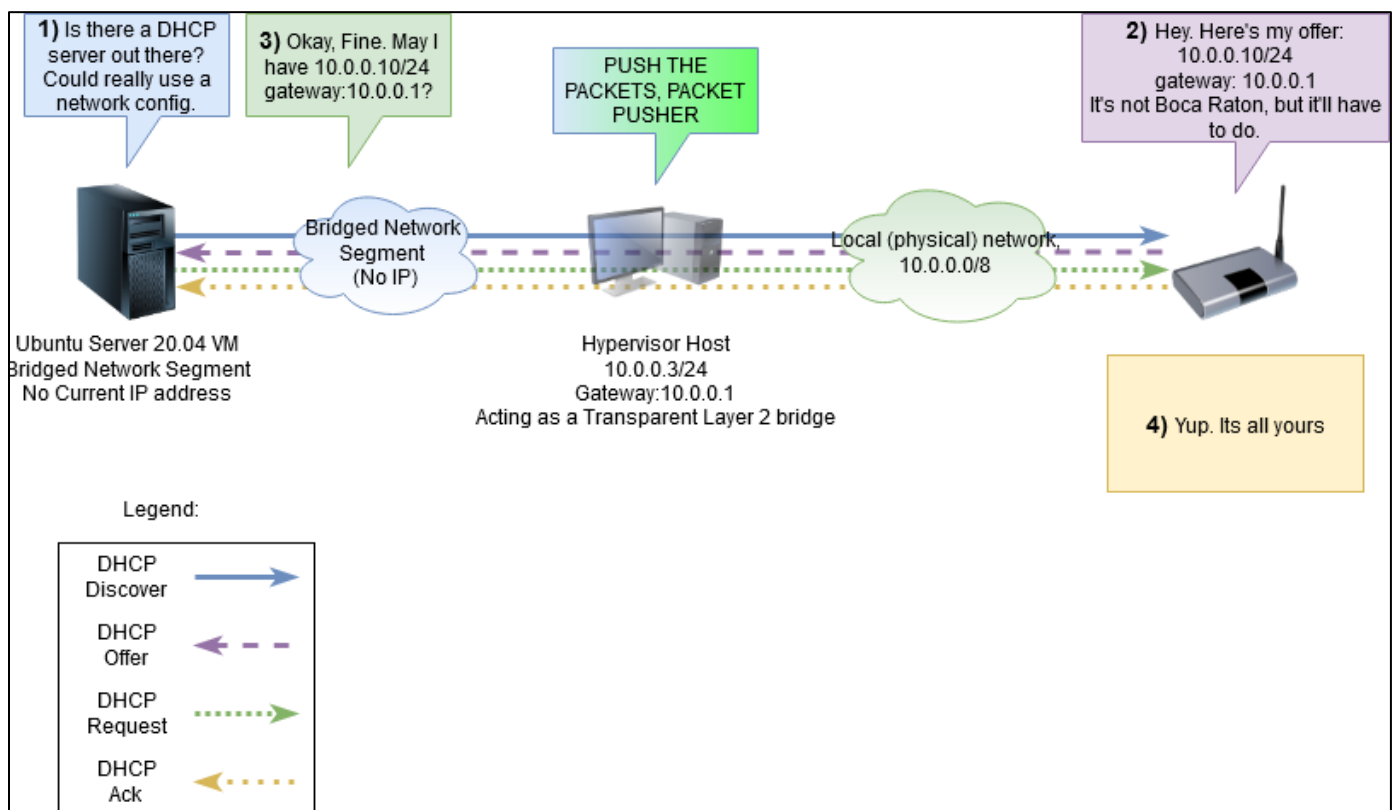 1) Is there a DHCP
server out there?
Could really use a
network config.
3) Okay, Fine. May I
have 10.0.0.10/24
gateway:10.0.0.1?
PUSH THE
PACKETS, PACKET
PUSHER
2) Hey. Here's my offer:
10.0.0.10/24
gateway: 10.0.0.1
It's not Boca Raton, but it'll have
to do.
Bridged Network
Segment
(No IP)
Local (physical) network,
10.0.0.0/8
Ubuntu Server 20.04 VM
Bridged Network Segment
No Current IP address
Hypervisor Host
10.0.0.3/24
Gateway:10.0.0.1
Acting as a Transparent Layer 2 bridge
4) Yup. Its all yours
Legend:
DHCP
Discover
DHCP
Offer
DHCP
Request
DHCP
Ack